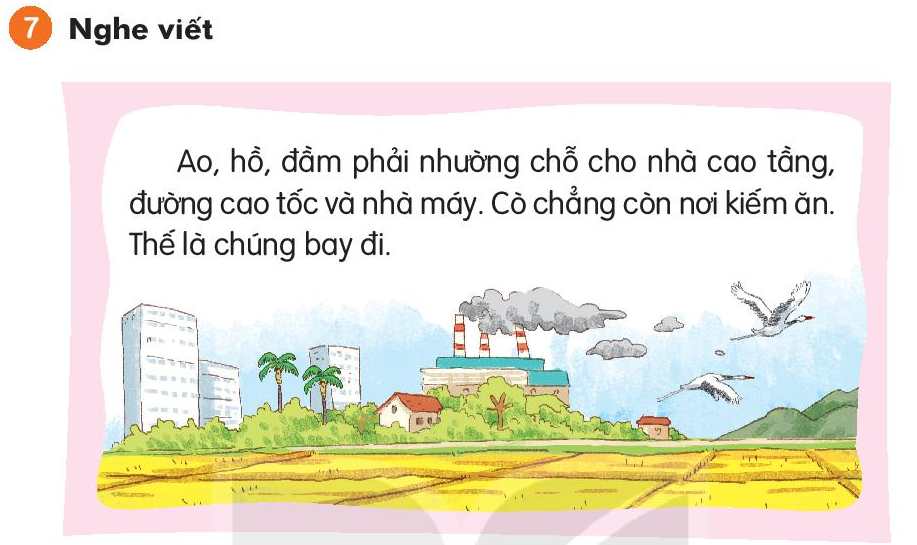 7 Nghe viết
Ao, hồ, đầm phải nhường chỗ cho nhà cao tầng,
đường cao tốc và nhà máy. Cò chẳng còn nơi kiếm ăn.
Thế là chúng bay đi.